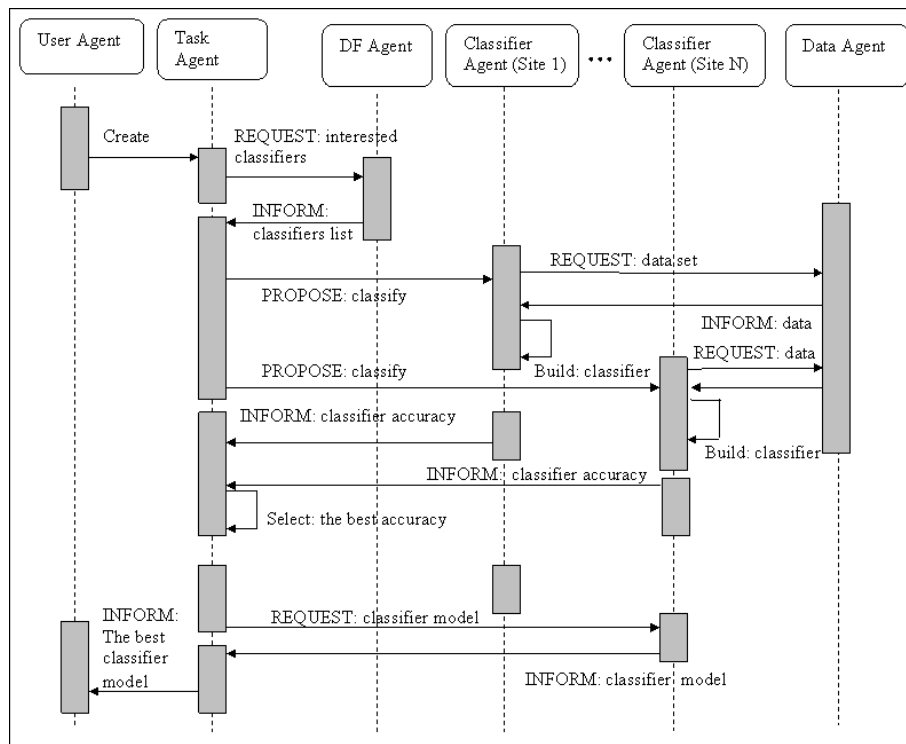 User Agent
Task
Agent
DF Agent
Classifier
Agent (Site 1)
...
Classifier
Agent (Site N)
Data Agent
Create
REQUEST: interested
classifiers
INFORM:
classifiers list
REQUEST: data set
PROPOSE: classify
INFORM: data
REQUEST: data
Build: classifier
PROPOSE: classify
INFORM: classifier accuracy
Build: classifier
INFORM: classifier accuracy
Select: the best accuracy
INFORM:
The best
classifier
model
REQUEST: classifier model
INFORM: classifier model